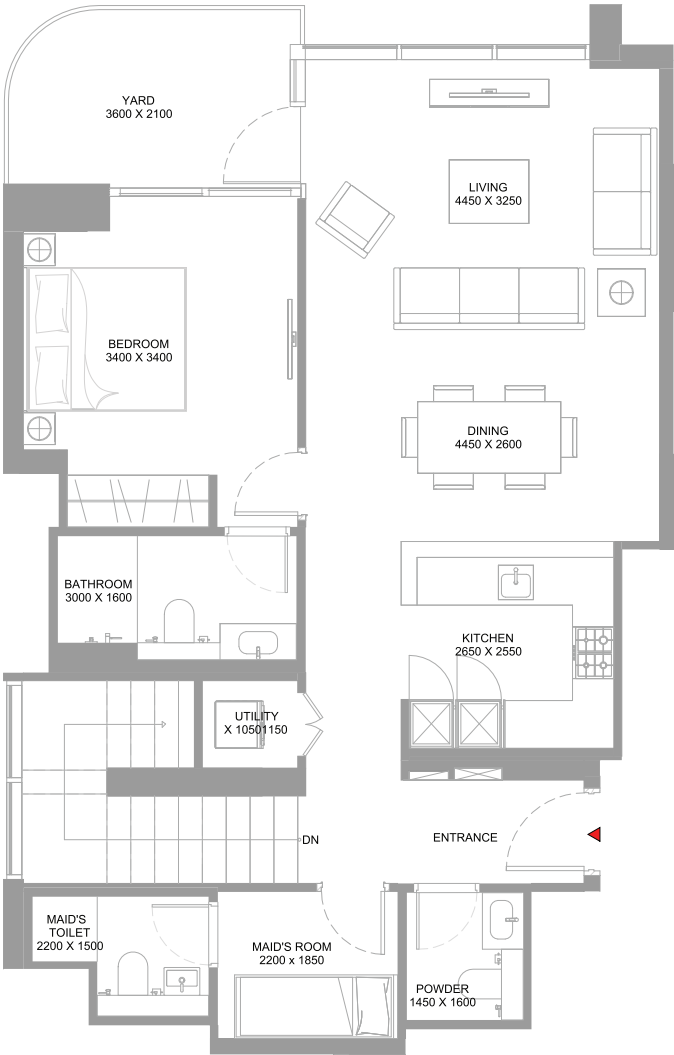 YARD
3600 X 2100
LIVING
4450 X 3250
BEDROOM
3400 X 3400
DINING
4450 X 2600
BATHROOM
3000 X 1600
KITCHEN
2650 X 2550
UTILITY
X 10501150
DN
ENTRANCE
MAID'S
TOILET
2200 X 1500
MAID'S ROOM
2200 x 1850
POWDER
1450 X 1600